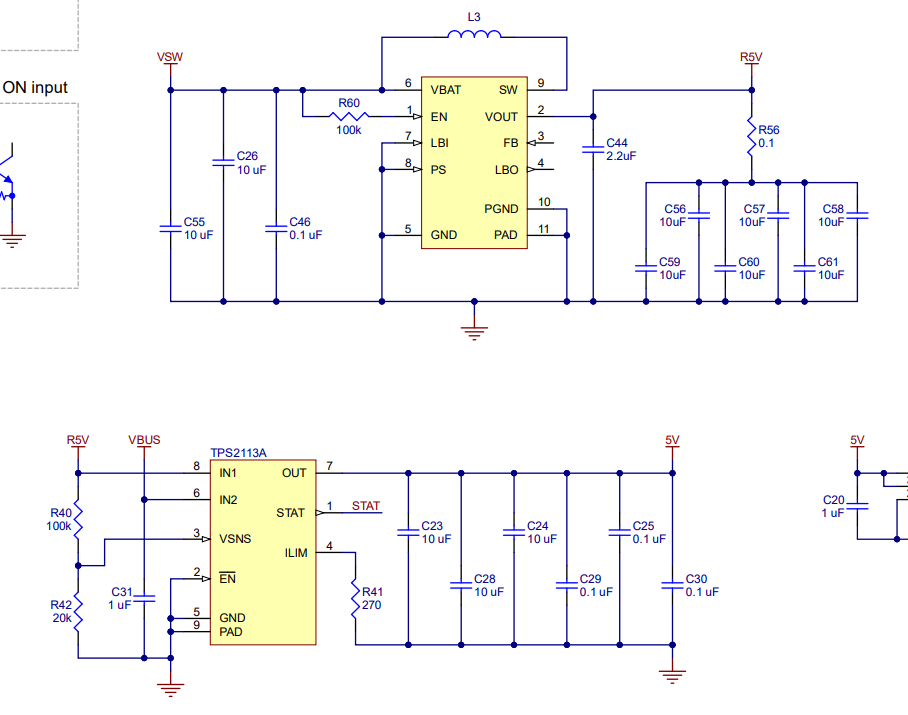 L3
VSW
R5V
ON input
6 VBAT SW 9
R60
100k
1 EN VOUT 2
R56
0.1
7 LBI FB 3
C44
2.2uF
C26
10 uF
8 PS LBO 4
PGND 10
C56
10uF
C57
10uF
C58
10uF
C55
10 uF
C46
0.1 uF
5 GND PAD 11
C59
10uF
C60
10uF
C61
10uF
R5V
VBUS
5V
5V
TPS2113A
8 IN1 OUT 7
6 IN2
STAT 1 STAT
R40
100k
C20
1 uF
3 VSNS
ILIM 4
C23
10 uF
C24
10 uF
C25
0.1 uF
2 EN
C31
1 uF
R42
20k
R41
270
C28
10 uF
C29
0.1 uF
C30
0.1 uF
5 GND
9 PAD